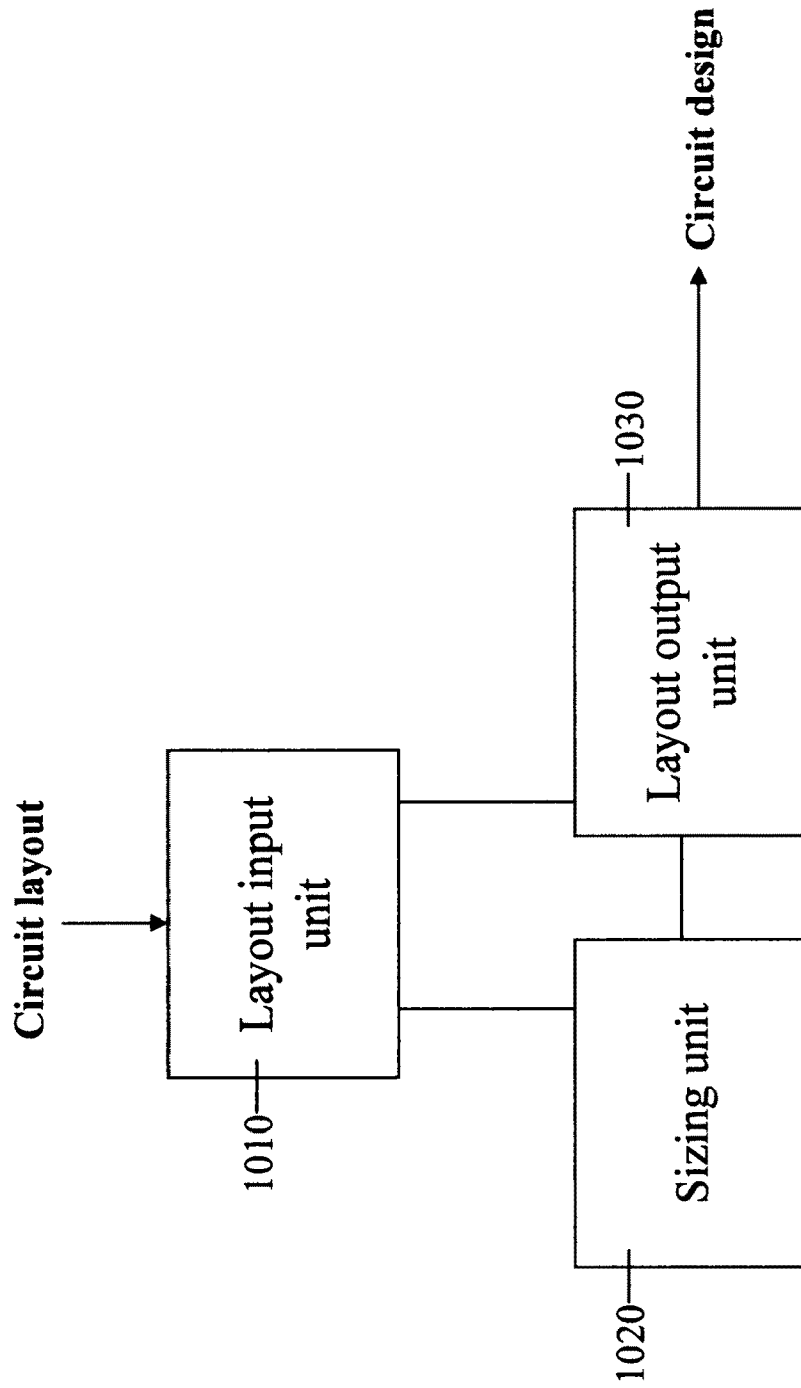 Circuit layout
1010
Layout input
unit
1020
Sizing unit
Layout output
unit
1030
Circuit design